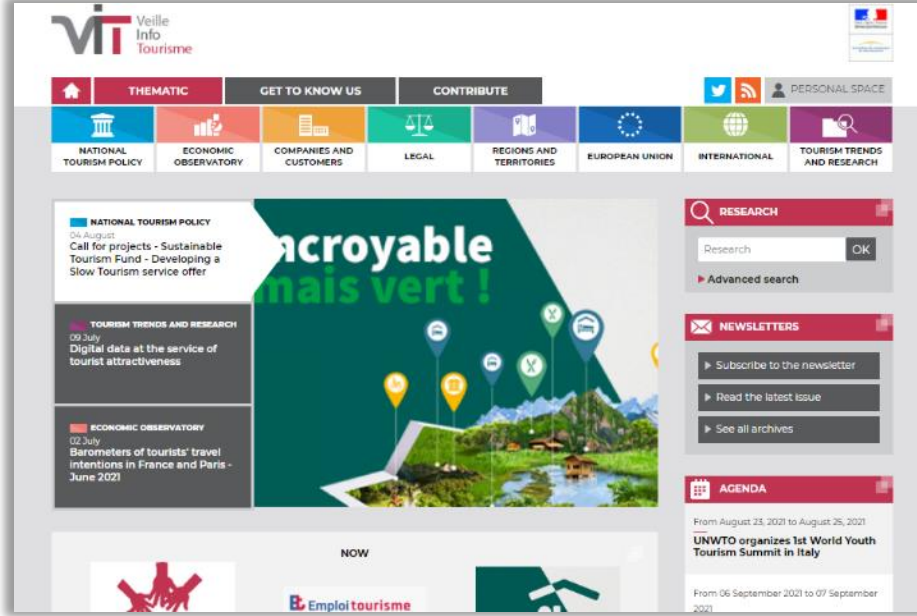 Veille
Info
Tourisme
THEMATIC
GET TO KNOW US
CONTRIBUTE
PERSONAL SPACE
NATIONAL
TOURISM POLICY
ECONOMIC
OBSERVATORY
COMPANIES AND
CUSTOMERS
LEGAL
REGIONS AND
TERRITORIES
EUROPEAN UNION
INTERNATIONAL
TOURISM TRENDS
AND RESEARCH
NATIONAL TOURISM POLICY
04 August
Call for projects - Sustainable
Tourism Fund - Developing a
Slow Tourism service offer
TOURISM TRENDS AND RESEARCH
09 July
Digital data at the service of
tourist attractiveness
ECONOMIC OBSERVATORY
02 July
Barometers of tourists' travel
intentions in France and Paris -
June 2021
ncroyable
mais vert !
RESEARCH
Research
OK
Advanced search
NEWSLETTERS
Subscribe to the newsletter
Read the latest issue
See all archives
AGENDA
From August 23, 2021 to August 25, 2021
UNWTO organizes 1st World Youth
Tourism Summit in Italy
From 06 September 2021 to 07 September
2021
NOW
Emploi tourisme